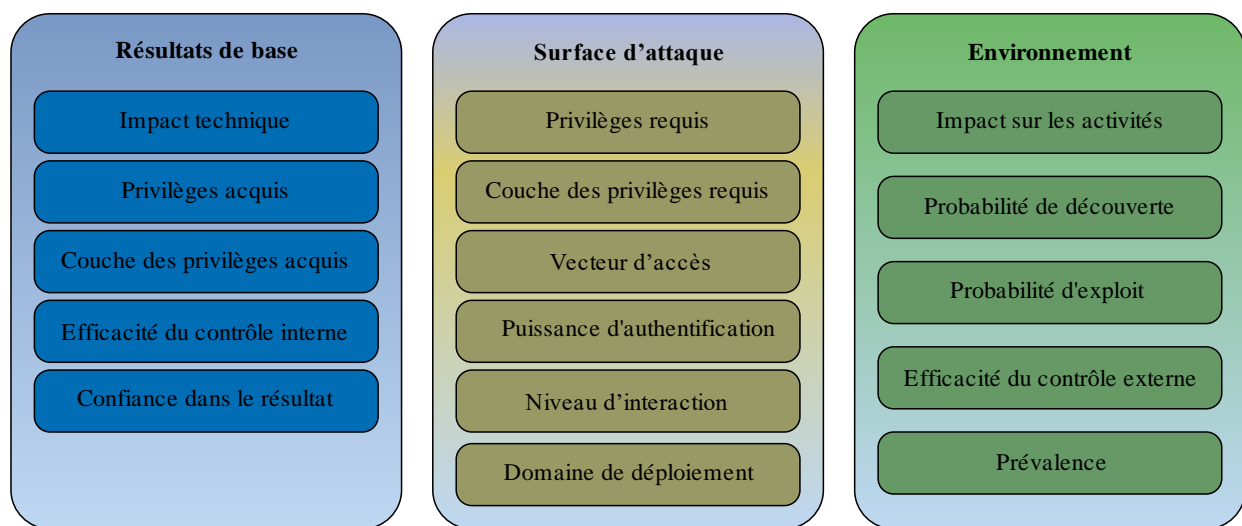 Résultats de base
Impact technique
Privilèges acquis
Couche des privilèges acquis
Efficacité du contrôle interne
Confiance dans le résultat
Surface d’attaque
Privilèges requis
Couche des privilèges requis
Vecteur d’accès
Puissance d'authentification
Niveau d’interaction
Domaine de déploiement
Environnement
Impact sur les activités
Probabilité de découverte
Probabilité d'exploit
Efficacité du contrôle externe
Prévalence